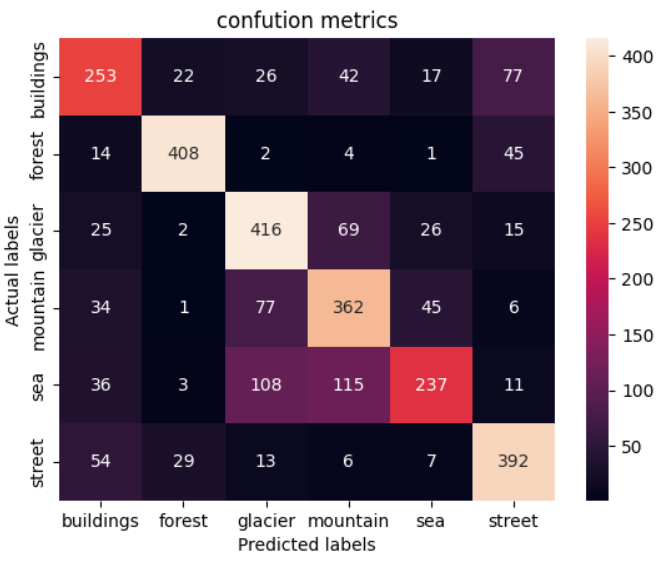 confution metrics
Actual labels
buildings 253 22 26 42 17 77
forest 14 408 2 4 1 45
glacier 25 2 416 69 26 15
mountain 34 1 77 362 45 6
sea 36 3 108 115 237 11
street 54 29 13 6 7 392
buildings forest glacier mountain sea street
Predicted labels
400
350
300
250
200
150
100
50